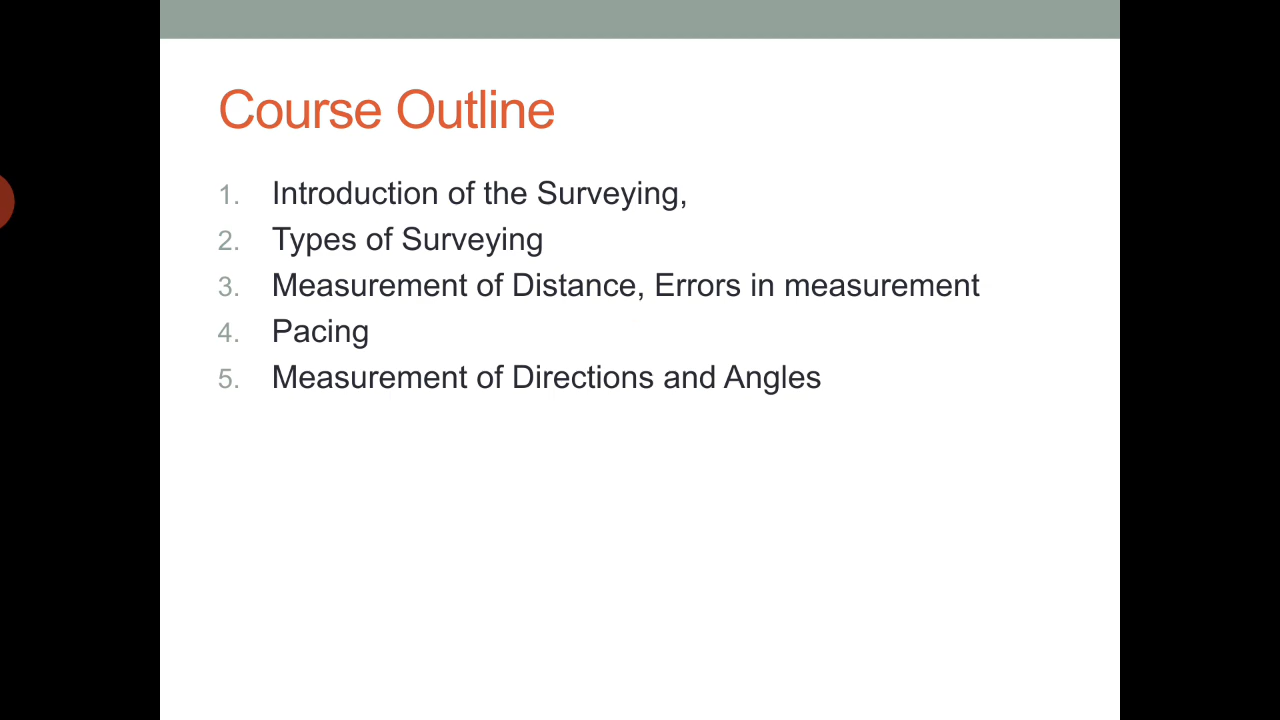 Course Outline
1. Introduction of the Surveying,
2. Types of Surveying
3. Measurement of Distance, Errors in measurement
4. Pacing
5. Measurement of Directions and Angles